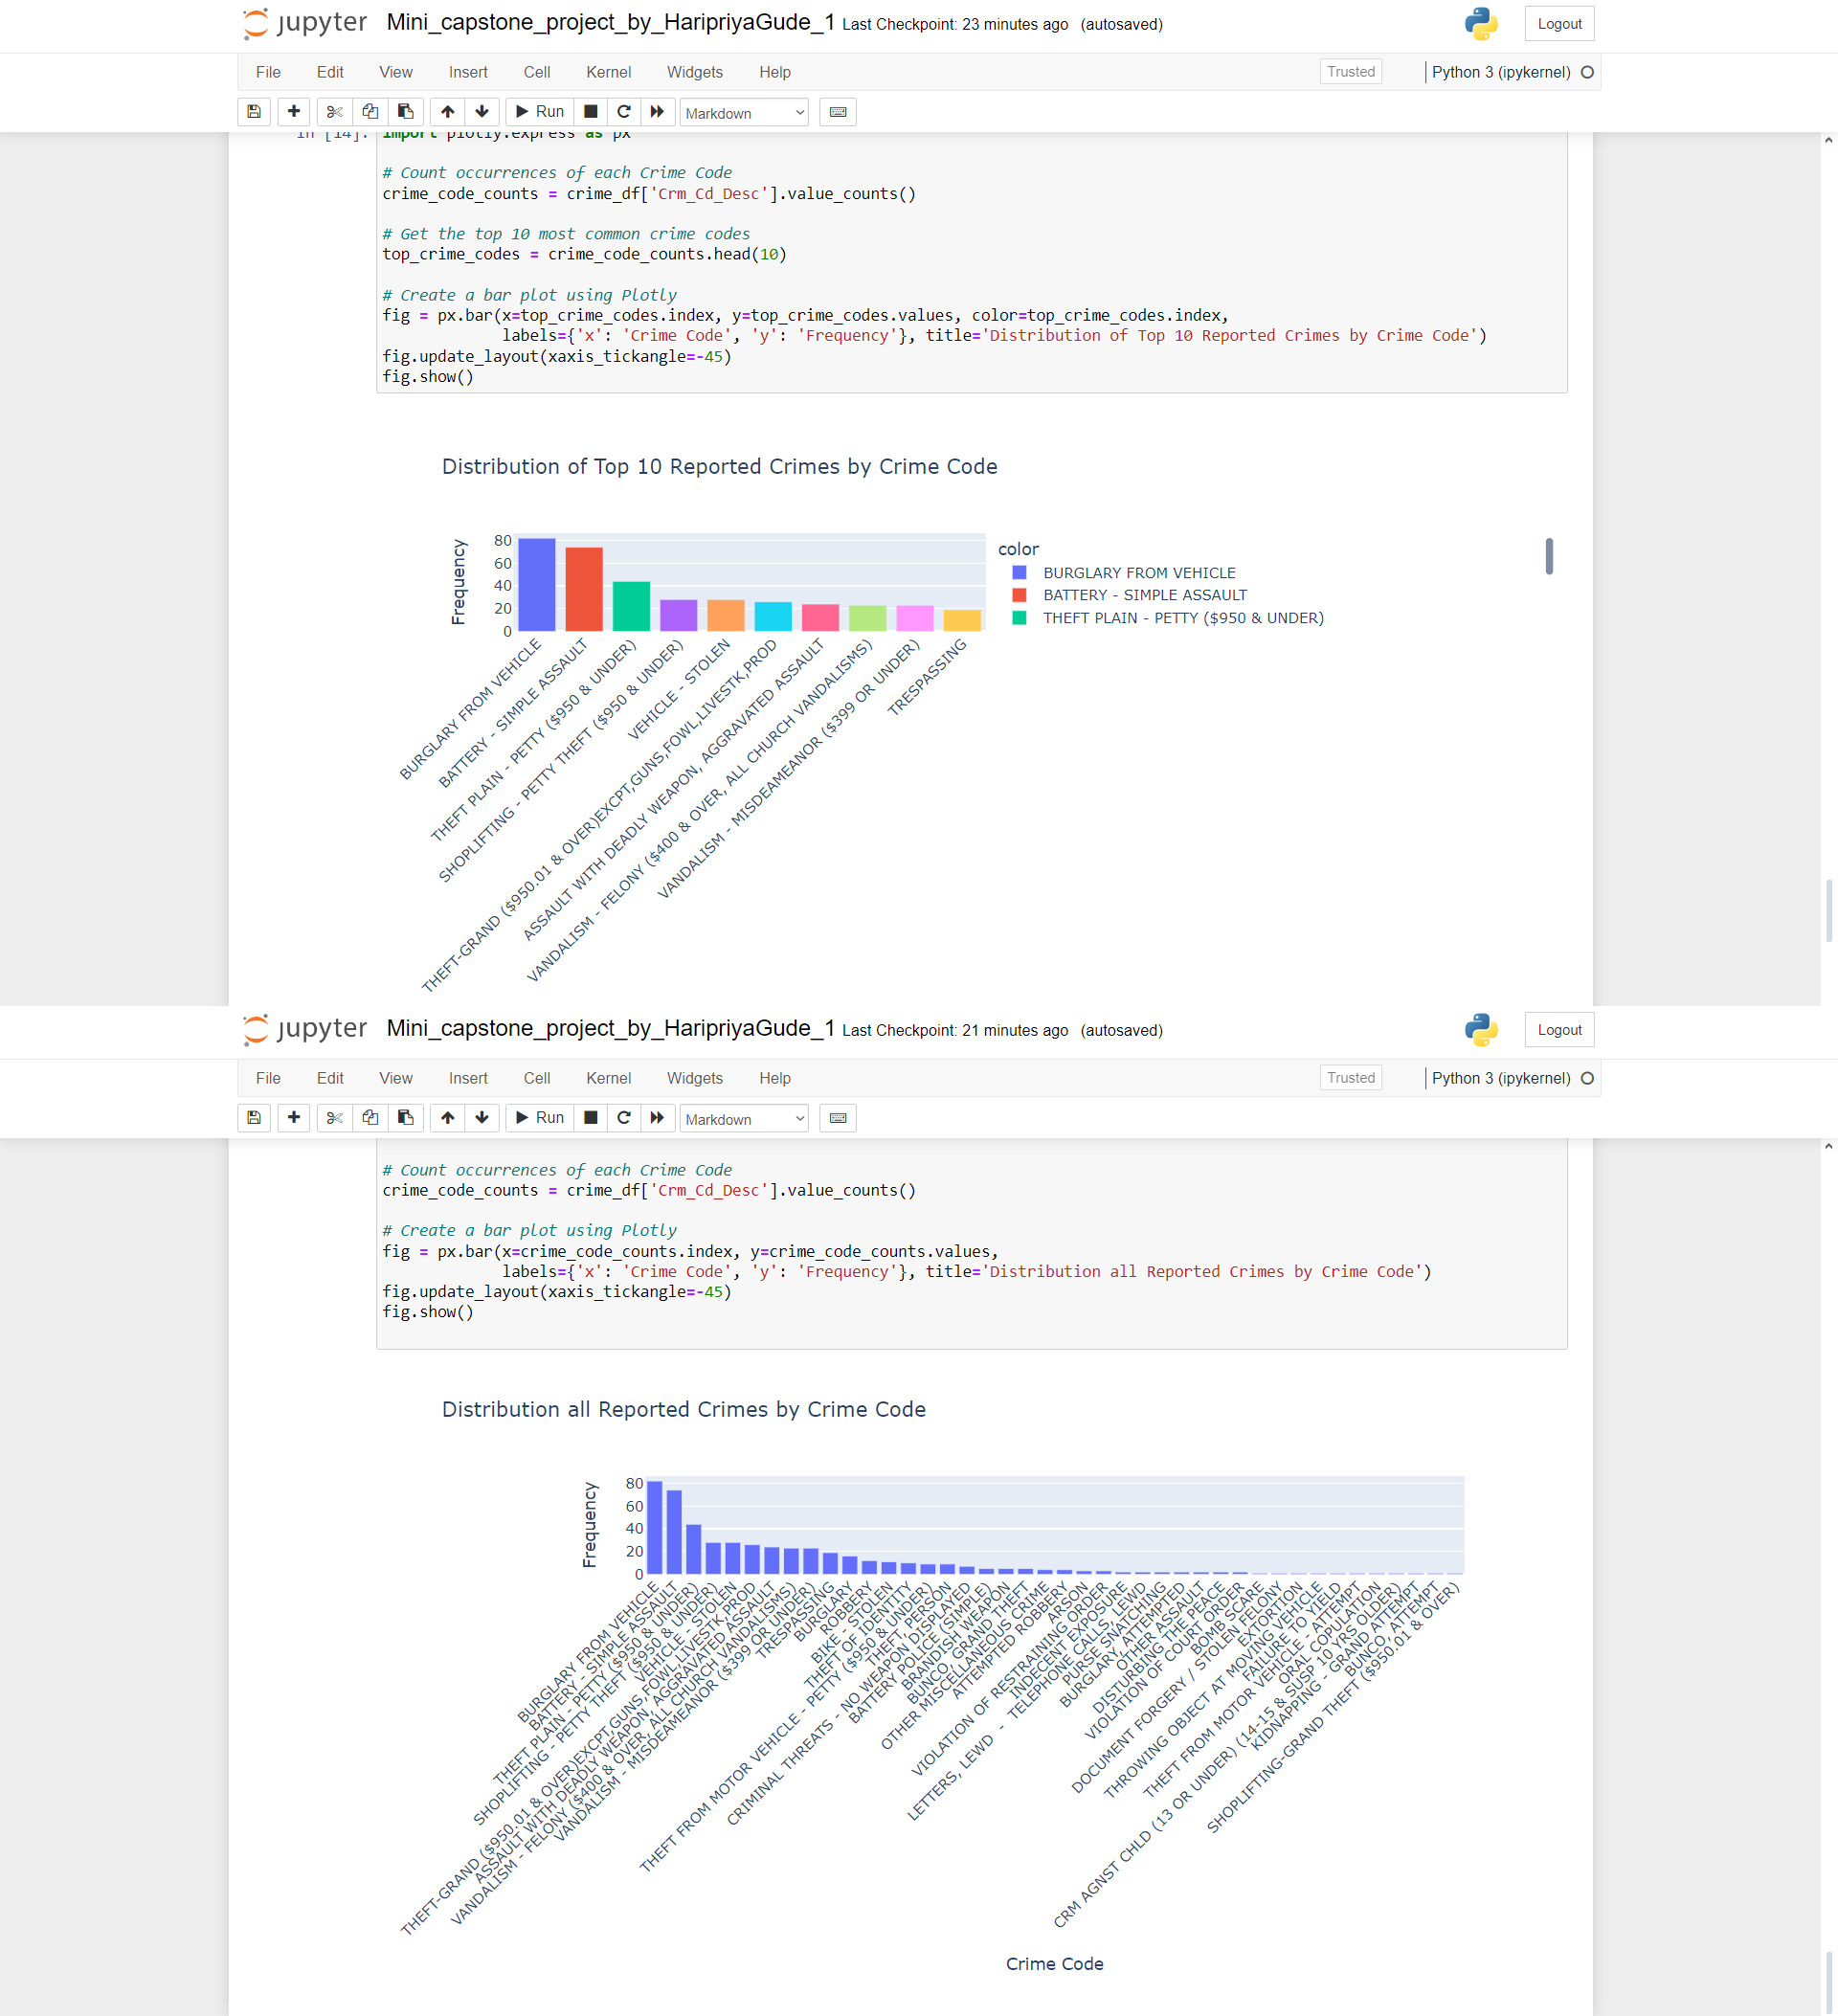 jupyter Mini_capstone_project_by_HaripriyaGude_1 Last Checkpoint: 23 minutes ago (autosaved)
Logout
File Edit View Insert Cell Kernel Widgets Help
Trusted
Python 3 (ipykernel)
Run
Markdown
In [14]: import plotly.express as px
# Count occurrences of each Crime Code
crime_code_counts = crime_df['Crm_Cd_Desc'].value_counts()
# Get the top 10 most common crime codes
top_crime_codes = crime_code_counts.head(10)
# Create a bar plot using Plotly
fig = px.bar(x=top_crime_codes.index, y=top_crime_codes.values, color=top_crime_codes.index,
labels={'x': 'Crime Code', 'y': 'Frequency'}, title='Distribution of Top 10 Reported Crimes by Crime Code')
fig.update_layout(xaxis_tickangle=-45)
fig.show()
Distribution of Top 10 Reported Crimes by Crime Code
Frequency
80
60
40
20
0
color
BURGLARY FROM VEHICLE
BATTERY - SIMPLE ASSAULT
THEFT PLAIN - PETTY ($950 & UNDER)
BURGLARY FROM VEHICLE
BATTERY - SIMPLE ASSAULT
THEFT PLAIN - PETTY ($950 & UNDER)
SHOPLIFTING - PETTY THEFT ($950 & UNDER)
VEHICLE - STOLEN
THEFT-GRAND ($950.01 & OVER)EXCPT,GUNS,FOWL,LIVESTK,PROD
ASSAULT WITH DEADLY WEAPON, AGGRAVATED ASSAULT
VANDALISM - FELONY ($400 & OVER, ALL CHURCH VANDALISMS)
VANDALISM - MISDEAMEANOR ($399 OR UNDER)
TRESPASSING
jupyter Mini_capstone_project_by_HaripriyaGude_1 Last Checkpoint: 21 minutes ago (autosaved)
Logout
File Edit View Insert Cell Kernel Widgets Help
Trusted
Python 3 (ipykernel)
Run
Markdown
# Count occurrences of each Crime Code
crime_code_counts = crime_df['Crm_Cd_Desc'].value_counts()
# Create a bar plot using Plotly
fig = px.bar(x=crime_code_counts.index, y=crime_code_counts.values,
labels={'x': 'Crime Code', 'y': 'Frequency'}, title='Distribution all Reported Crimes by Crime Code')
fig.update_layout(xaxis_tickangle=-45)
fig.show()
Distribution all Reported Crimes by Crime Code
Frequency
80
60
40
20
0
BURGLARY FROM VEHICLE
BATTERY - SIMPLE ASSAULT
THEFT PLAIN - PETTY ($950 & UNDER)
SHOPLIFTING - PETTY THEFT ($950 & UNDER)
VEHICLE - STOLEN
THEFT-GRAND ($950.01 & OVER)EXCPT,GUNS,FOWL,LIVESTK,PROD
ASSAULT WITH DEADLY WEAPON, AGGRAVATED ASSAULT
VANDALISM - FELONY ($400 & OVER, ALL CHURCH VANDALISMS)
VANDALISM - MISDEAMEANOR ($399 OR UNDER)
TRESPASSING
BURGLARY
ROBBERY
BIKE - STOLEN
THEFT OF IDENTITY
THEFT FROM MOTOR VEHICLE - PETTY ($950 & UNDER)
THEFT, PERSON
CRIMINAL THREATS - NO WEAPON DISPLAYED
BATTERY POLICE (SIMPLE)
BRANDISH WEAPON
BUNCO, GRAND THEFT
OTHER MISCELLANEOUS CRIME
ATTEMPTED ROBBERY
ARSON
VIOLATION OF RESTRAINING ORDER
INDECENT EXPOSURE
LETTERS, LEWD - TELEPHONE CALLS, LEWD
PURSE SNATCHING
BURGLARY, ATTEMPTED
OTHER ASSAULT
DISTURBING THE PEACE
VIOLATION OF COURT ORDER
BOMB SCARE
DOCUMENT FORGERY / STOLEN FELONY
EXTORTION
THROWING OBJECT AT MOVING VEHICLE
FAILURE TO YIELD
THEFT FROM MOTOR VEHICLE - ATTEMPT
ORAL COPULATION
CRM AGNST CHLD (13 OR UNDER) (14-15 & SUSP 10 YRS OLDER)
KIDNAPPING - GRAND ATTEMPT
BUNCO, ATTEMPT
SHOPLIFTING-GRAND THEFT ($950.01 & OVER)
Crime Code